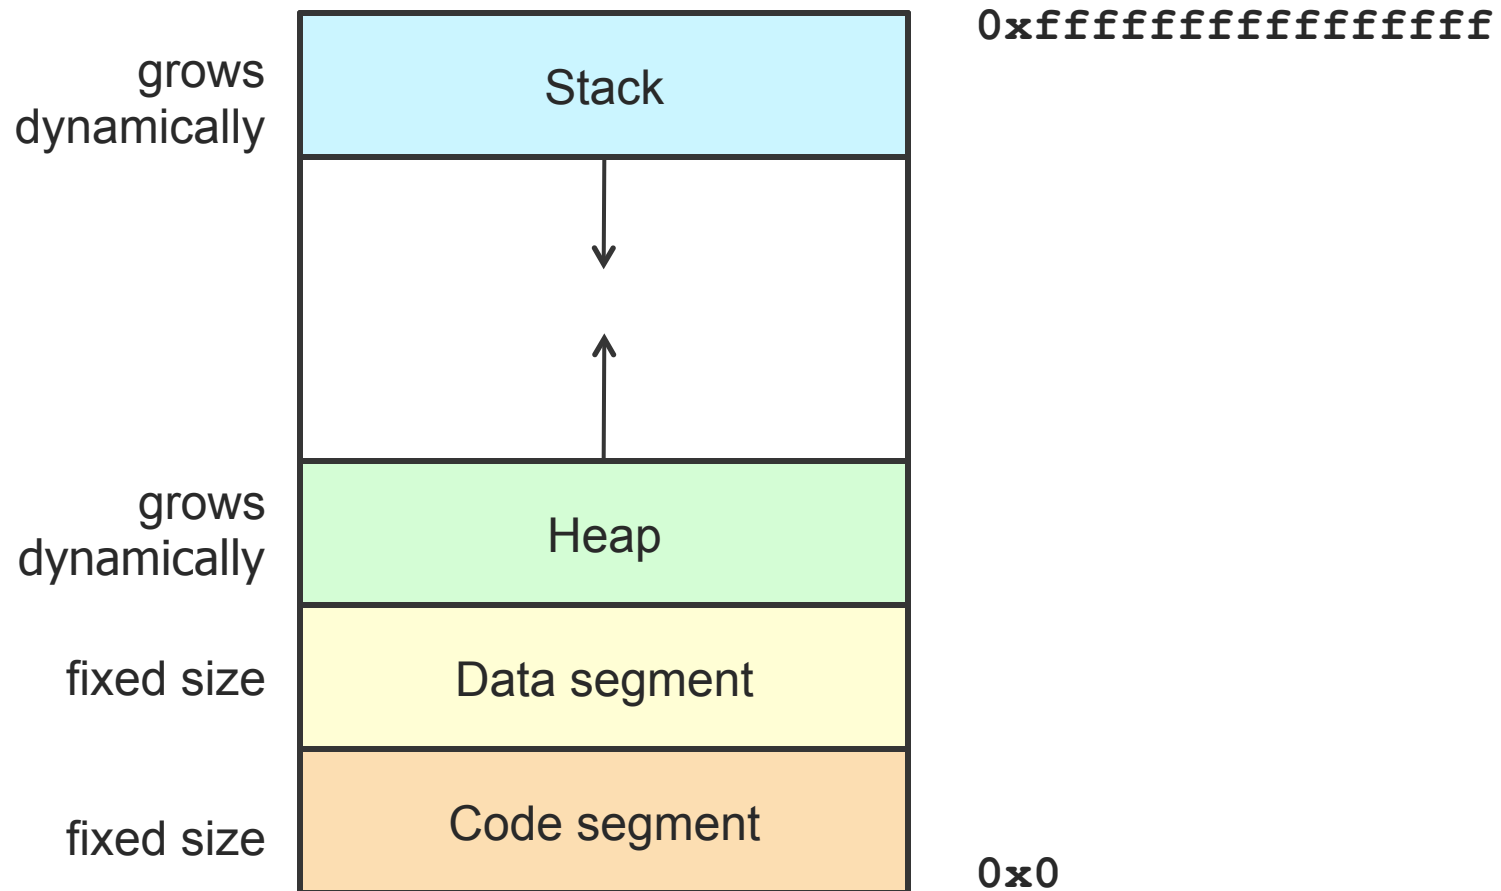 0xffffffffffffffff
grows
dynamically
Stack
grows
dynamically
Heap
fixed size
Data segment
fixed size
Code segment
0x0